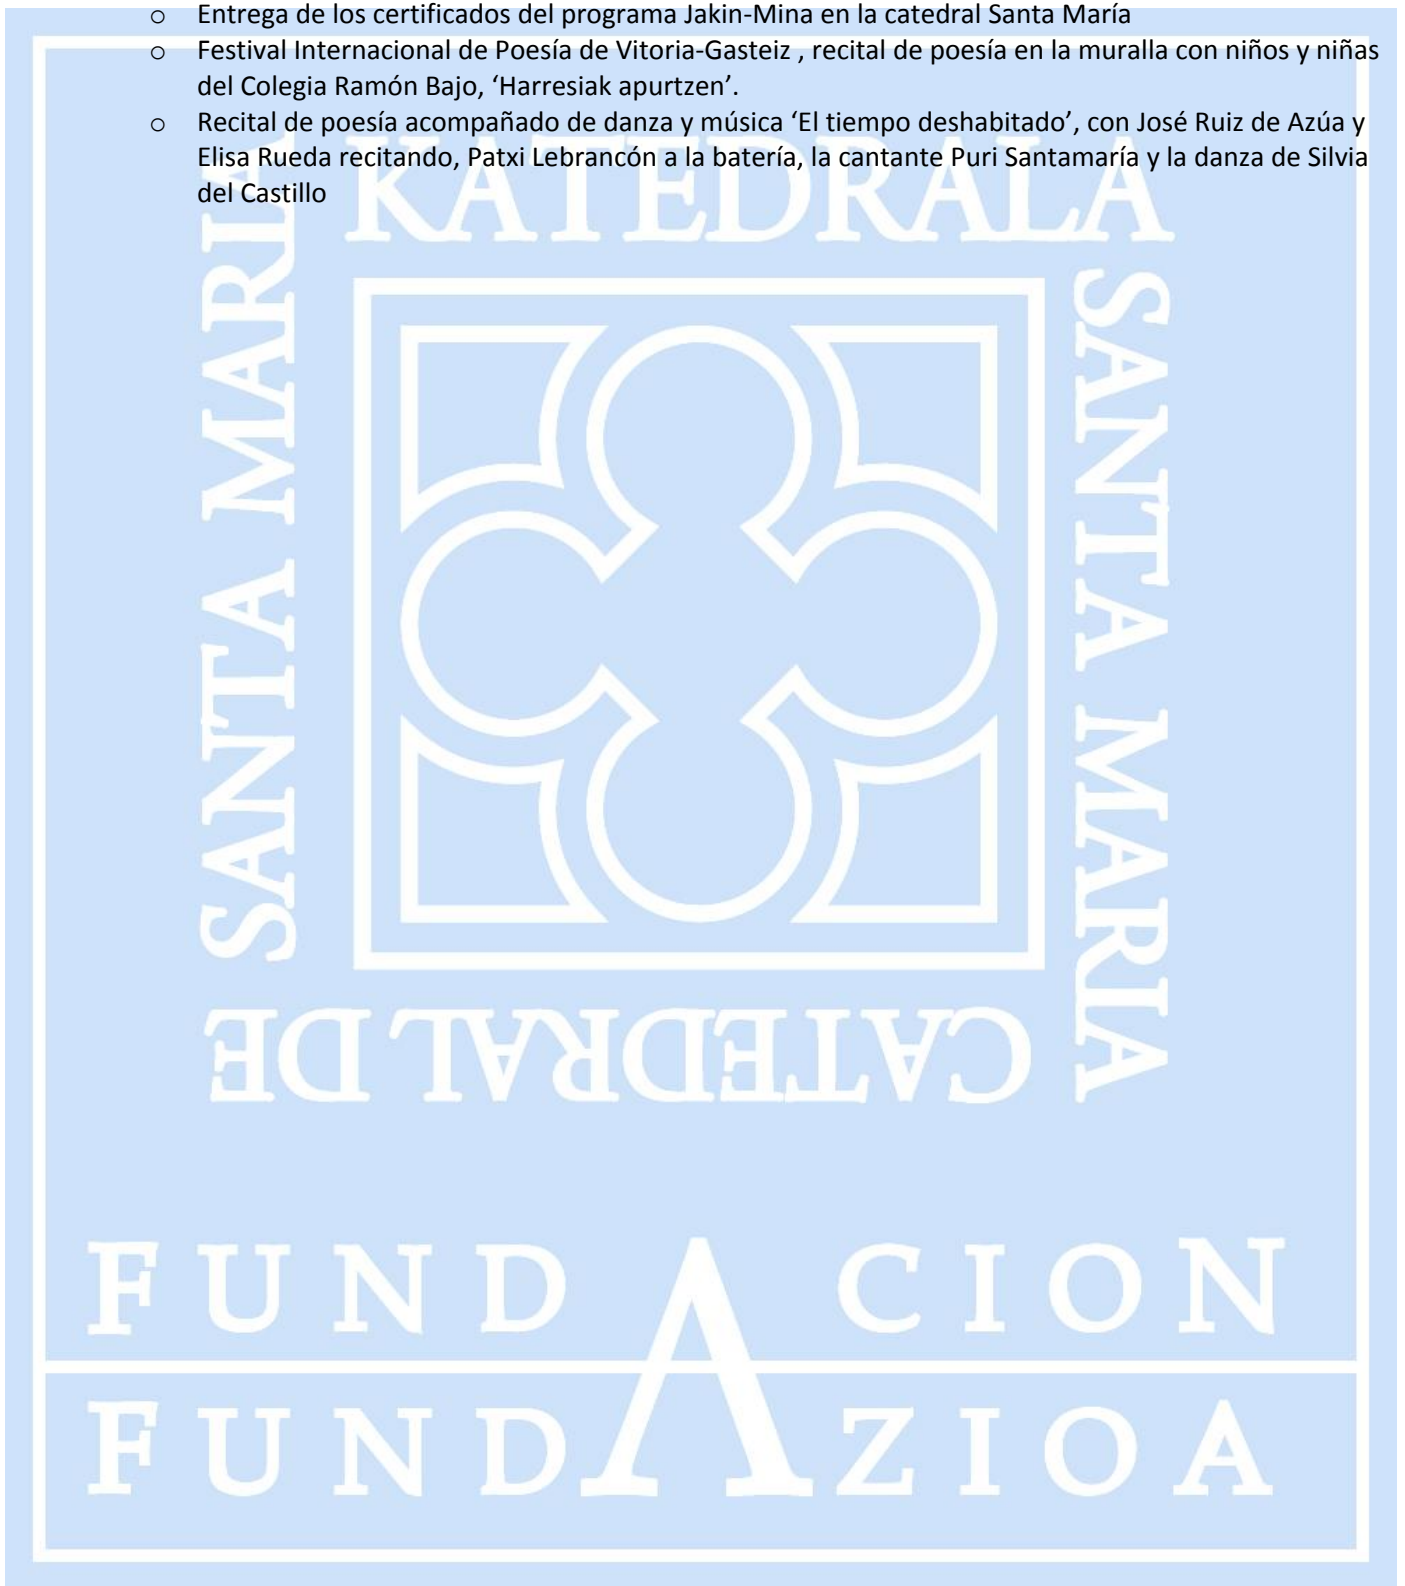 o Entrega de los certificados del programa Jakin-Mina en la catedral Santa María
o Festival Internacional de Poesía de Vitoria-Gasteiz , recital de poesía en la muralla con niños y niñas
del Colegia Ramón Bajo, ‘Harresiak apurtzen’.
o Recital de poesía acompañado de danza y música ‘El tiempo deshabitado’, con José Ruiz de Azúa y
Elisa Rueda recitando, Patxi Lebrancón a la batería, la cantante Puri Santamaría y la danza de Silvia
del Castillo
KATEDRALA
SANTA MARIA
CATEDRAL DE
SANTA MARIA
FUNDACION
FUNDAZIOA